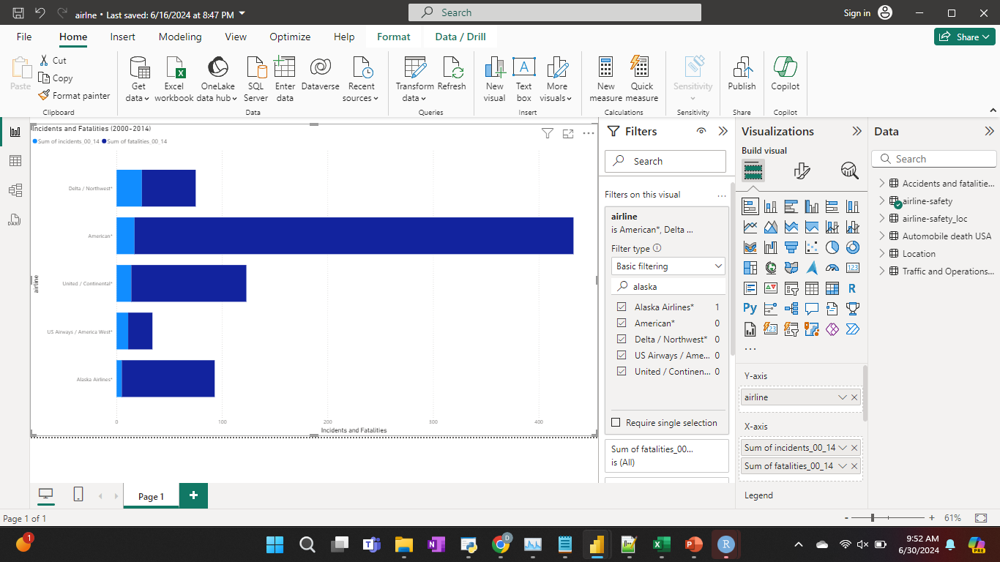 airlne • Last saved: 6/16/2024 at 8:47 PM
Search
Sign in
File Home Insert Modeling View Optimize Help Format Data / Drill
Share
Paste
Cut
Copy
Format painter
Clipboard
Get data
Excel workbook
OneLake data hub
SQL Server
Enter data
Dataverse
Recent sources
Data
Transform data
Refresh
Queries
New visual
Text box
More visuals
Insert
New measure
Quick measure
Calculations
Sensitivity
Sensitivity
Publish
Share
Copilot
Copilot
DAX
Incidents and Fatalities (2000-2014)
Sum of incidents_00_14 Sum of fatalities_00_14
airline
Delta / Northwest*
American*
United / Continental*
US Airways / America West*
Alaska Airlines*
0 100 200 300 400
Incidents and Fatalities
Filters
Search
Filters on this visual ...
airline
is American*, Delta ...
Filter type
Basic filtering
alaska
Alaska Airlines* 1
American* 0
Delta / Northwest* 0
US Airways / Ame... 0
United / Continen... 0
Require single selection
Sum of fatalities_00...
is (All)
Visualizations
Build visual
123
R
Py
123
...
Y-axis
airline
X-axis
Sum of incidents_00_14
Sum of fatalities_00_14
Legend
Data
Search
Accidents and fatalitie...
airline-safety
airline-safety_loc
Automobile death USA
Location
Traffic and Operations...
Page 1
Page 1 of 1
- + 61%
1
D
R
9:52 AM
6/30/2024
PRE